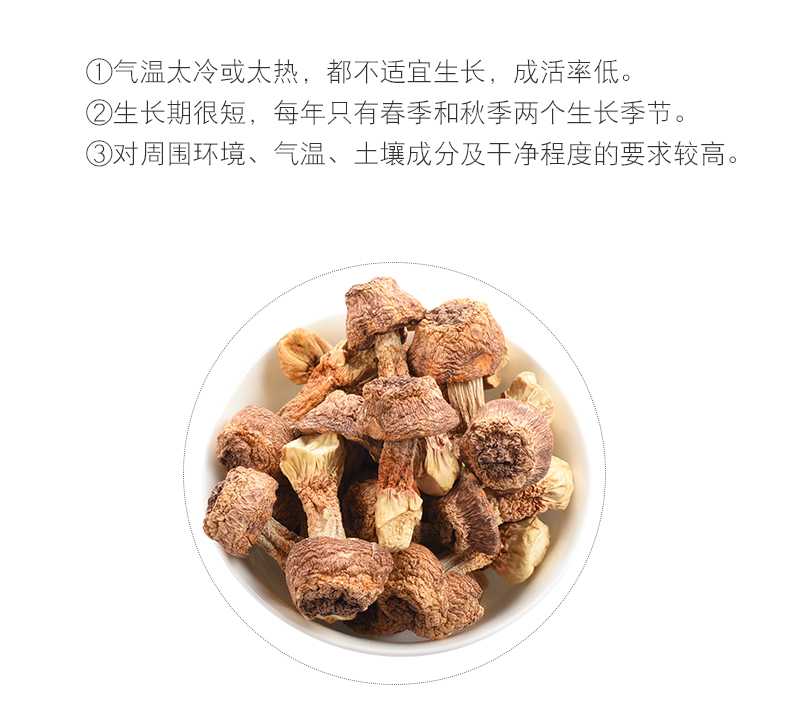 ①气温太冷或太热，都不适宜生长，成活率低。
②生长期很短，每年只有春季和秋季两个生长季节。
③对周围环境、气温、土壤成分及干净程度的要求较高。